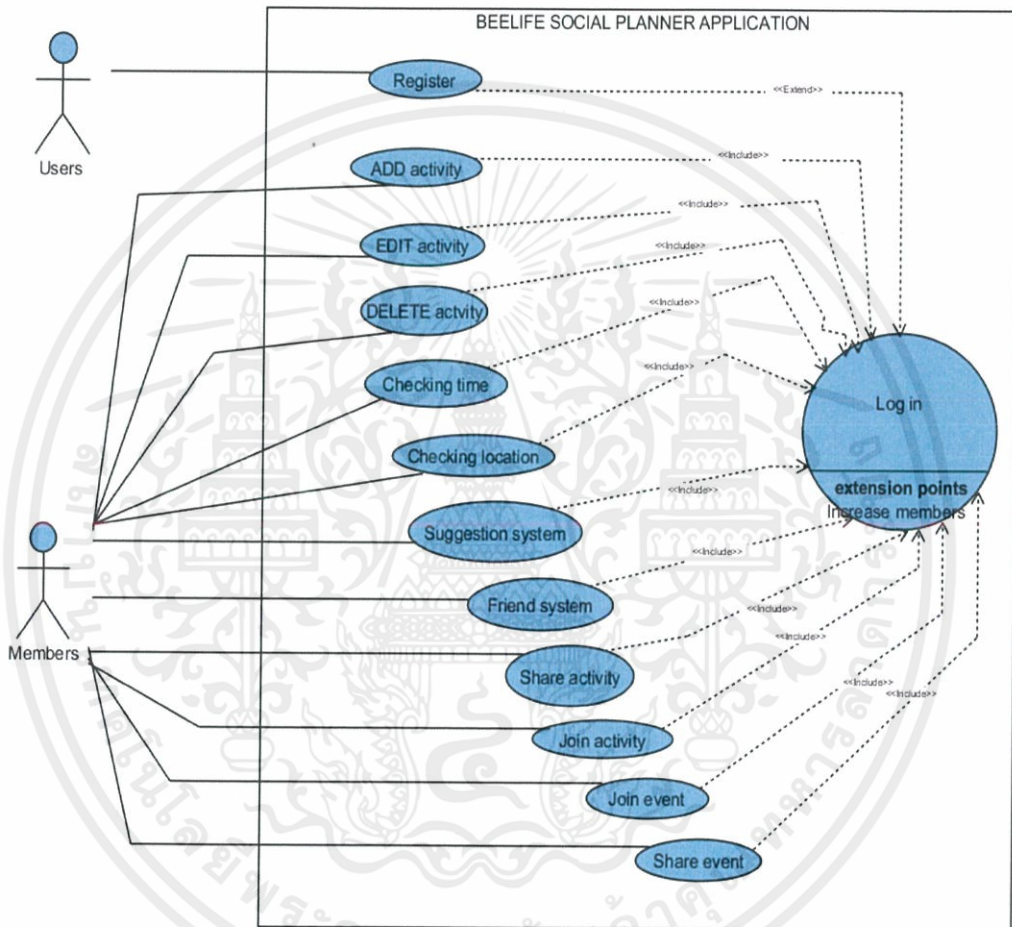 BEELIFE SOCIAL PLANNER APPLICATION
Users
Register
<<Extend>>
ADD activity
<<Include>>
EDIT activity
<<Include>>
DELETE actvity
<<Include>>
Checking time
<<Include>>
Checking location
<<Include>>
Log in
extension points
Increase members
Suggestion system
<<Include>>
Friend system
<<Include>>
Members
Share activity
<<Include>>
Join activity
<<Include>>
Join event
<<Include>>
Share event
<<Include>>